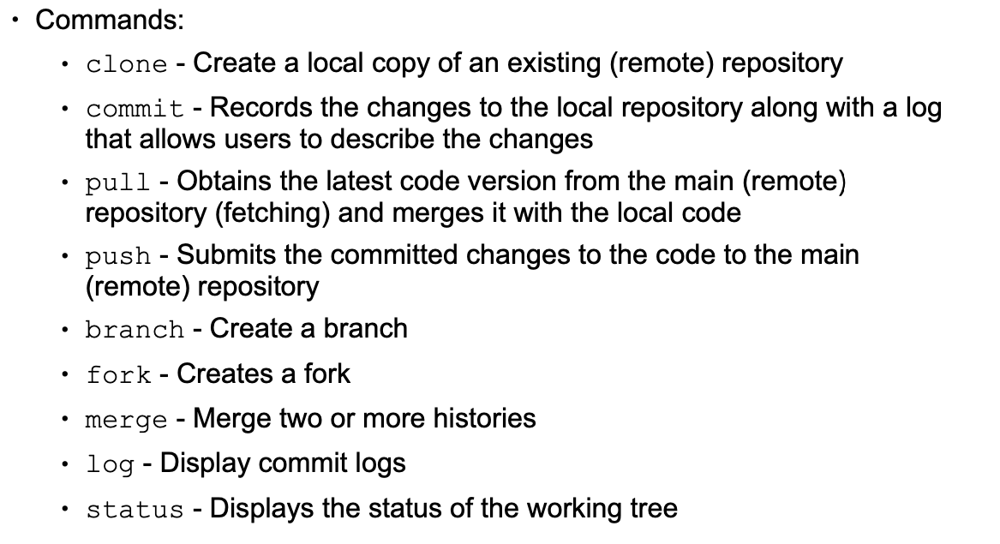 • Commands:
• clone - Create a local copy of an existing (remote) repository
• commit - Records the changes to the local repository along with a log
that allows users to describe the changes
• pull - Obtains the latest code version from the main (remote)
repository (fetching) and merges it with the local code
• push - Submits the committed changes to the code to the main
(remote) repository
• branch - Create a branch
• fork - Creates a fork
• merge - Merge two or more histories
• log - Display commit logs
• status - Displays the status of the working tree